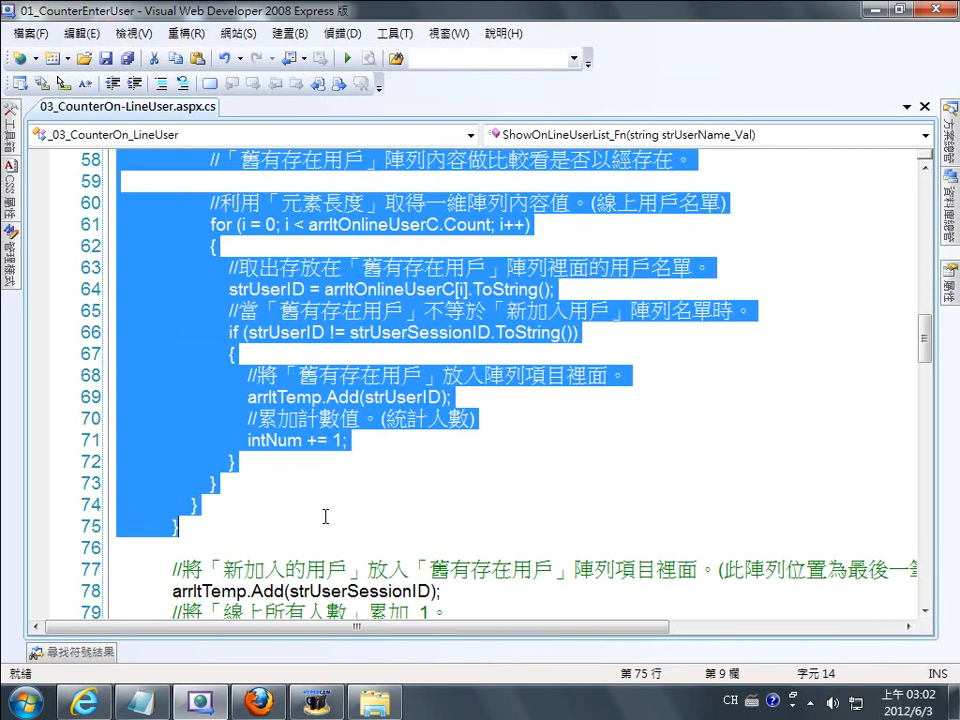 01_CounterEnterUser - Visual Web Developer 2008 Express 版
檔案(F) 編輯(E) 檢視(V) 重構(R) 網站(S) 建置(B) 偵錯(D) 工具(T) 視窗(W) 說明(H)
03_CounterOn-LineUser.aspx.cs
_03_CounterOn_LineUser
ShowOnLineUserList_Fn(string strUserName_Val)
工具箱
CSS 屬性
管理樣式
方案總管
資料庫總管
屬性
58 //「舊有存在用戶」陣列內容做比較看是否以經存在。
59
60 //利用「元素長度」取得一維陣列內容值。(線上用戶名單)
61 for (i = 0; i < arrltOnlineUserC.Count; i++)
62 {
63 //取出存放在「舊有存在用戶」陣列裡面的用戶名單。
64 strUserID = arrltOnlineUserC[i].ToString();
65 //當「舊有存在用戶」不等於「新加入用戶」陣列名單時。
66 if (strUserID != strUserSessionID.ToString())
67 {
68 //將「舊有存在用戶」放入陣列項目裡面。
69 arrltTemp.Add(strUserID);
70 //累加計數值。(統計人數)
71 intNum += 1;
72 }
73 }
74 }
75 }
76
77 //將「新加入的用戶」放入「舊有存在用戶」陣列項目裡面。(此陣列位置為最後一筆
78 arrltTemp.Add(strUserSessionID);
79 //將「線上所有人數」累加 1。
尋找符號結果
就緒 第 75 行 第 9 欄 字元 14 INS
CH
上午 03:02
2012/6/3